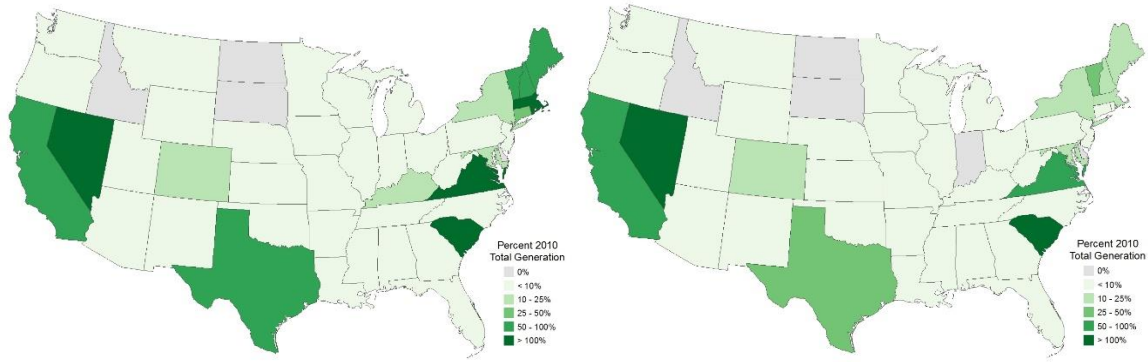 Percent 2010
Total Generation
0%
< 10%
10 - 25%
25 - 50%
50 - 100%
> 100%
Percent 2010
Total Generation
0%
< 10%
10 - 25%
25 - 50%
50 - 100%
> 100%